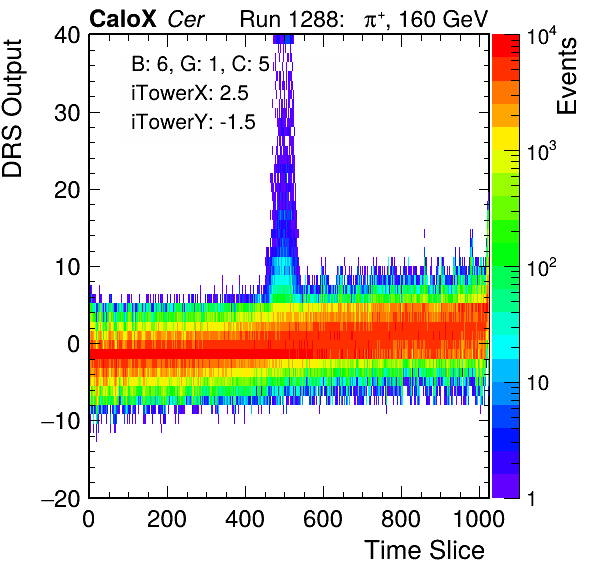 CaloX Cer Run 1288: π⁺, 160 GeV
B: 6, G: 1, C: 5
iTowerX: 2.5
iTowerY: -1.5
DRS Output
40
30
20
10
0
−10
−20
0 200 400 600 800 1000
Time Slice
Events
10⁴
10³
10²
10
1